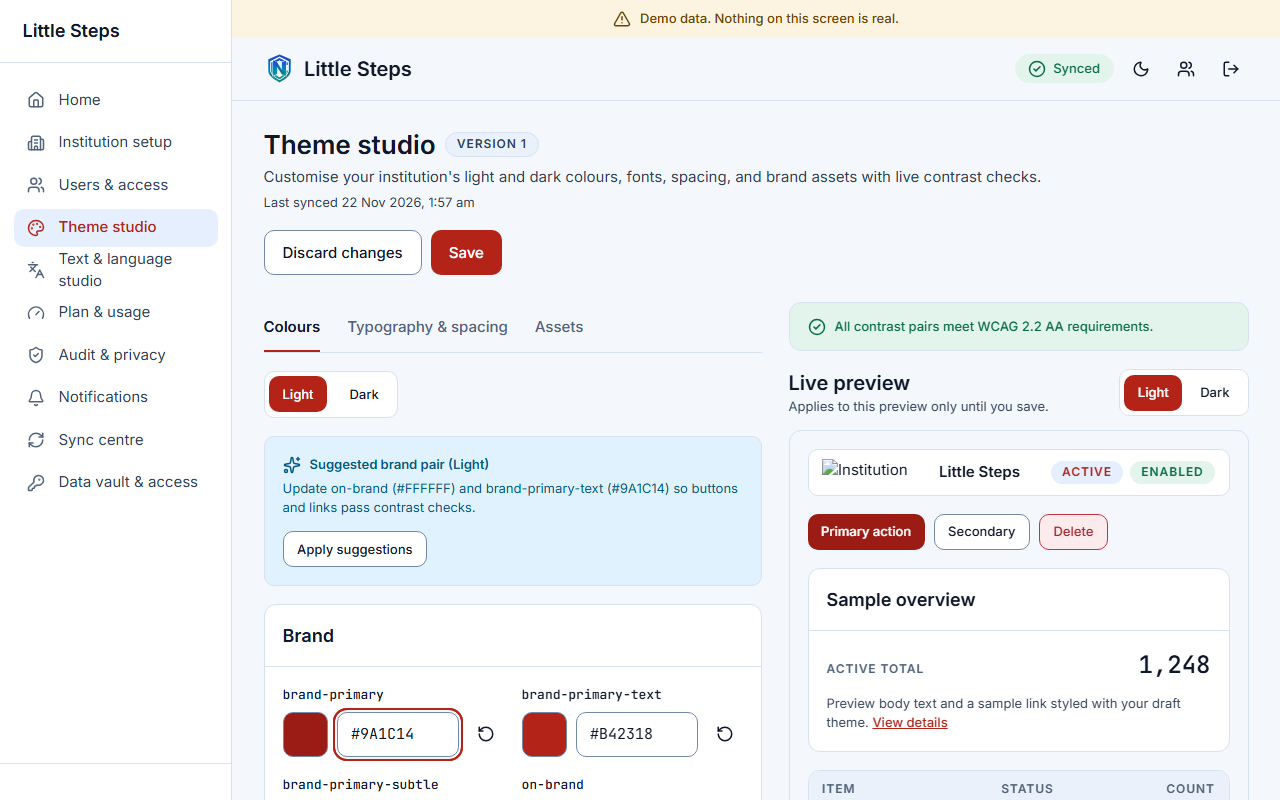 Little Steps
Home
Institution setup
Users & access
Theme studio
Text & language
studio
Plan & usage
Audit & privacy
Notifications
Sync centre
Data vault & access
Demo data. Nothing on this screen is real.
Little Steps
Synced
Theme studio
VERSION 1
Customise your institution's light and dark colours, fonts, spacing, and brand assets with live contrast checks.
Last synced 22 Nov 2026, 1:57 am
Discard changes
Save
Colours
Typography & spacing
Assets
Light
Dark
Suggested brand pair (Light)
Update on-brand (#FFFFFF) and brand-primary-text (#9A1C14) so buttons
and links pass contrast checks.
Apply suggestions
Brand
brand-primary
brand-primary-text
#9A1C14
#B42318
brand-primary-subtle
on-brand
All contrast pairs meet WCAG 2.2 AA requirements.
Live preview
Applies to this preview only until you save.
Light
Dark
Institution
Little Steps
ACTIVE
ENABLED
Primary action
Secondary
Delete
Sample overview
ACTIVE TOTAL
1,248
Preview body text and a sample link styled with your draft
theme. View details
ITEM
STATUS
COUNT